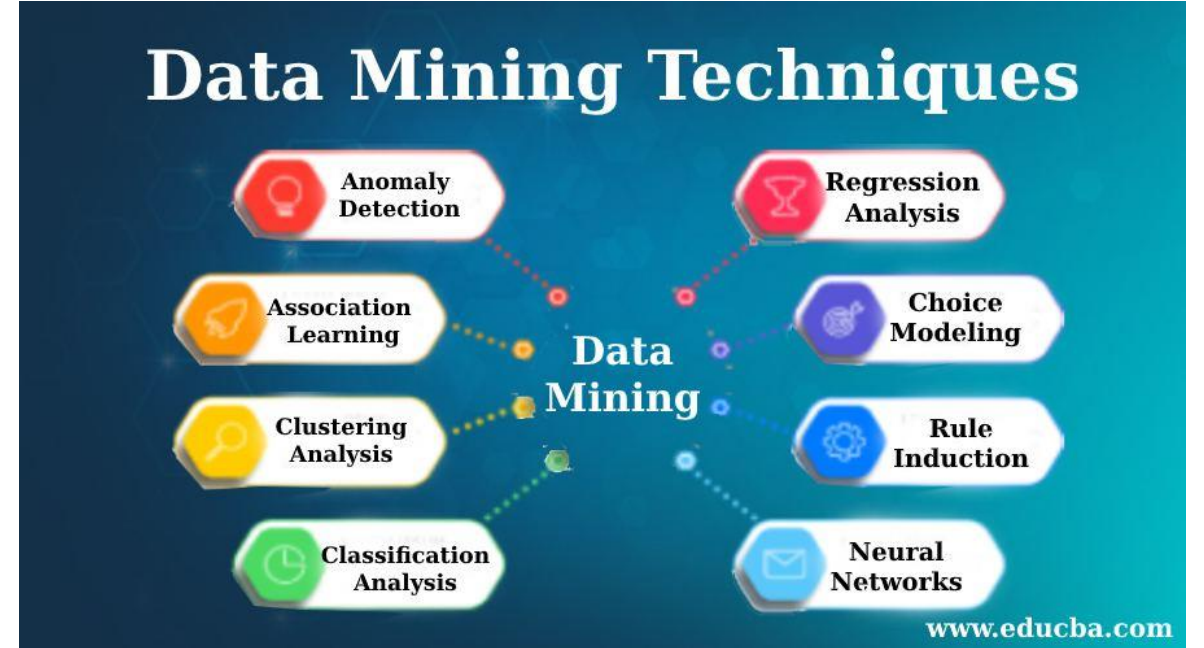 Data Mining Techniques
Anomaly
Detection
Regression
Analysis
Association
Learning
Choice
Modeling
Data
Mining
Clustering
Analysis
Rule
Induction
Classification
Analysis
Neural
Networks
www.educba.com